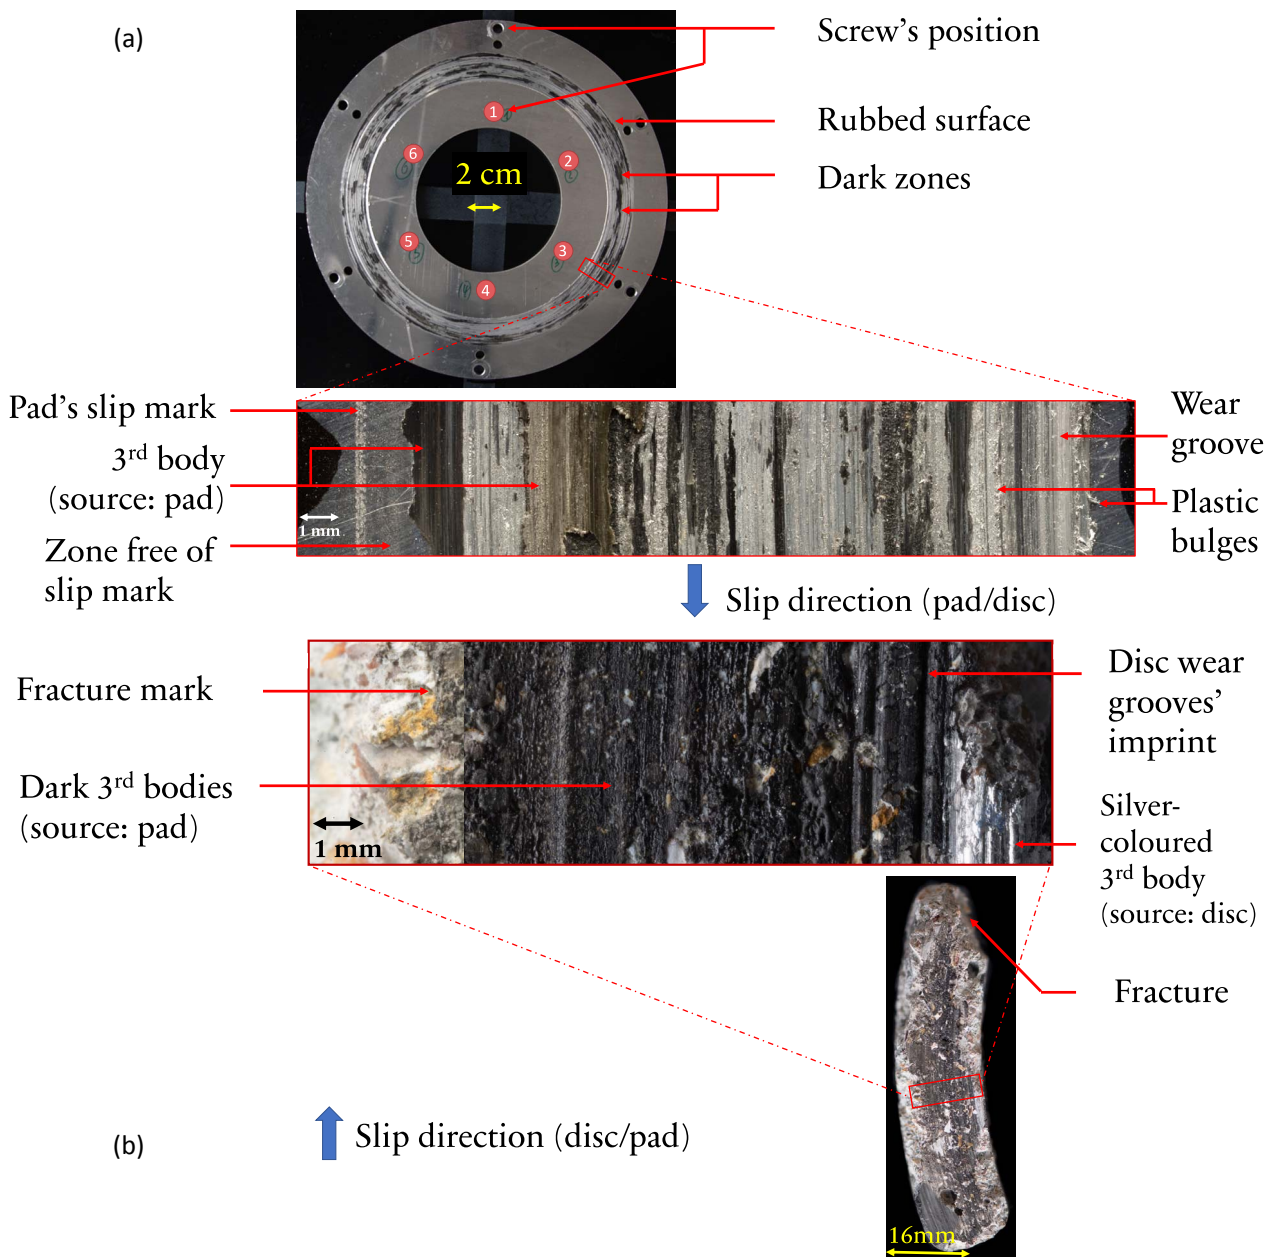 (a)
Screw's position
Rubbed surface
Dark zones
1
2
3
4
5
6
2 cm
Pad's slip mark
3rd body
(source: pad)
Zone free of
slip mark
1 mm
Wear
groove
Plastic
bulges
Slip direction (pad/disc)
Fracture mark
Dark 3rd bodies
(source: pad)
1 mm
Disc wear
grooves'
imprint
Silver-
coloured
3rd body
(source: disc)
Fracture
16mm
(b)
Slip direction (disc/pad)